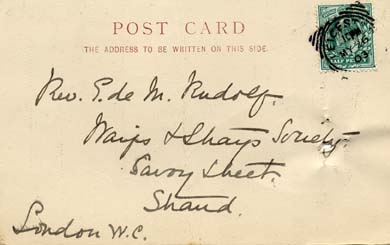 POST CARD
THE ADDRESS TO BE WRITTEN ON THIS SIDE.
Rev. E. de M. Rudolf.
Waifs & Strays Society.
Savoy Street.
Strand.
London W.C.